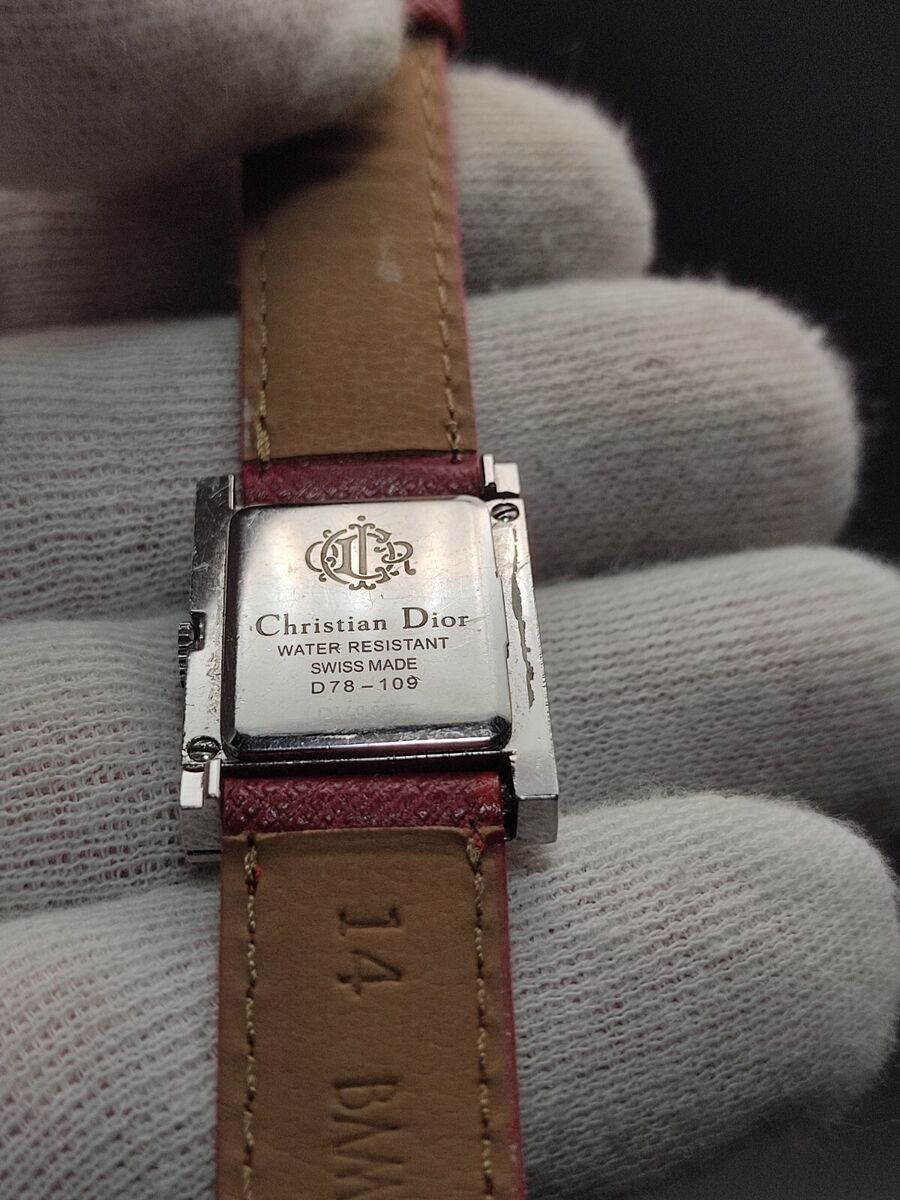 Christian Dior
WATER RESISTANT
SWISS MADE
D78-109
14